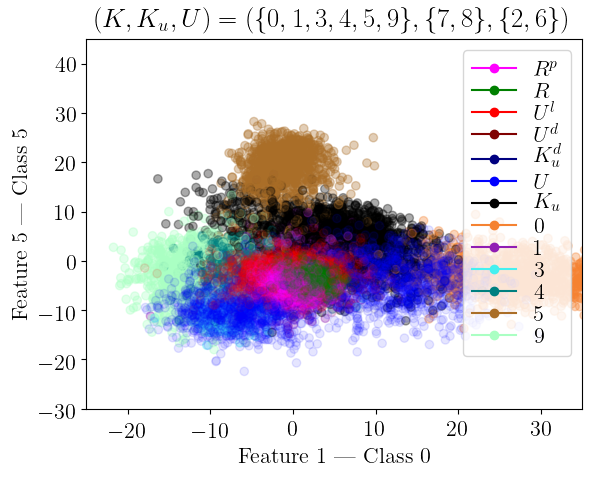 (K, K_u, U) = ({0, 1, 3, 4, 5, 9}, {7, 8}, {2, 6})
40
30
20
10
0
−10
−20
−30
Feature 5 — Class 5
−20
−10
0
10
20
30
Feature 1 — Class 0
R^p
R
U^l
U^d
K_u^d
U
K_u
0
1
3
4
5
9